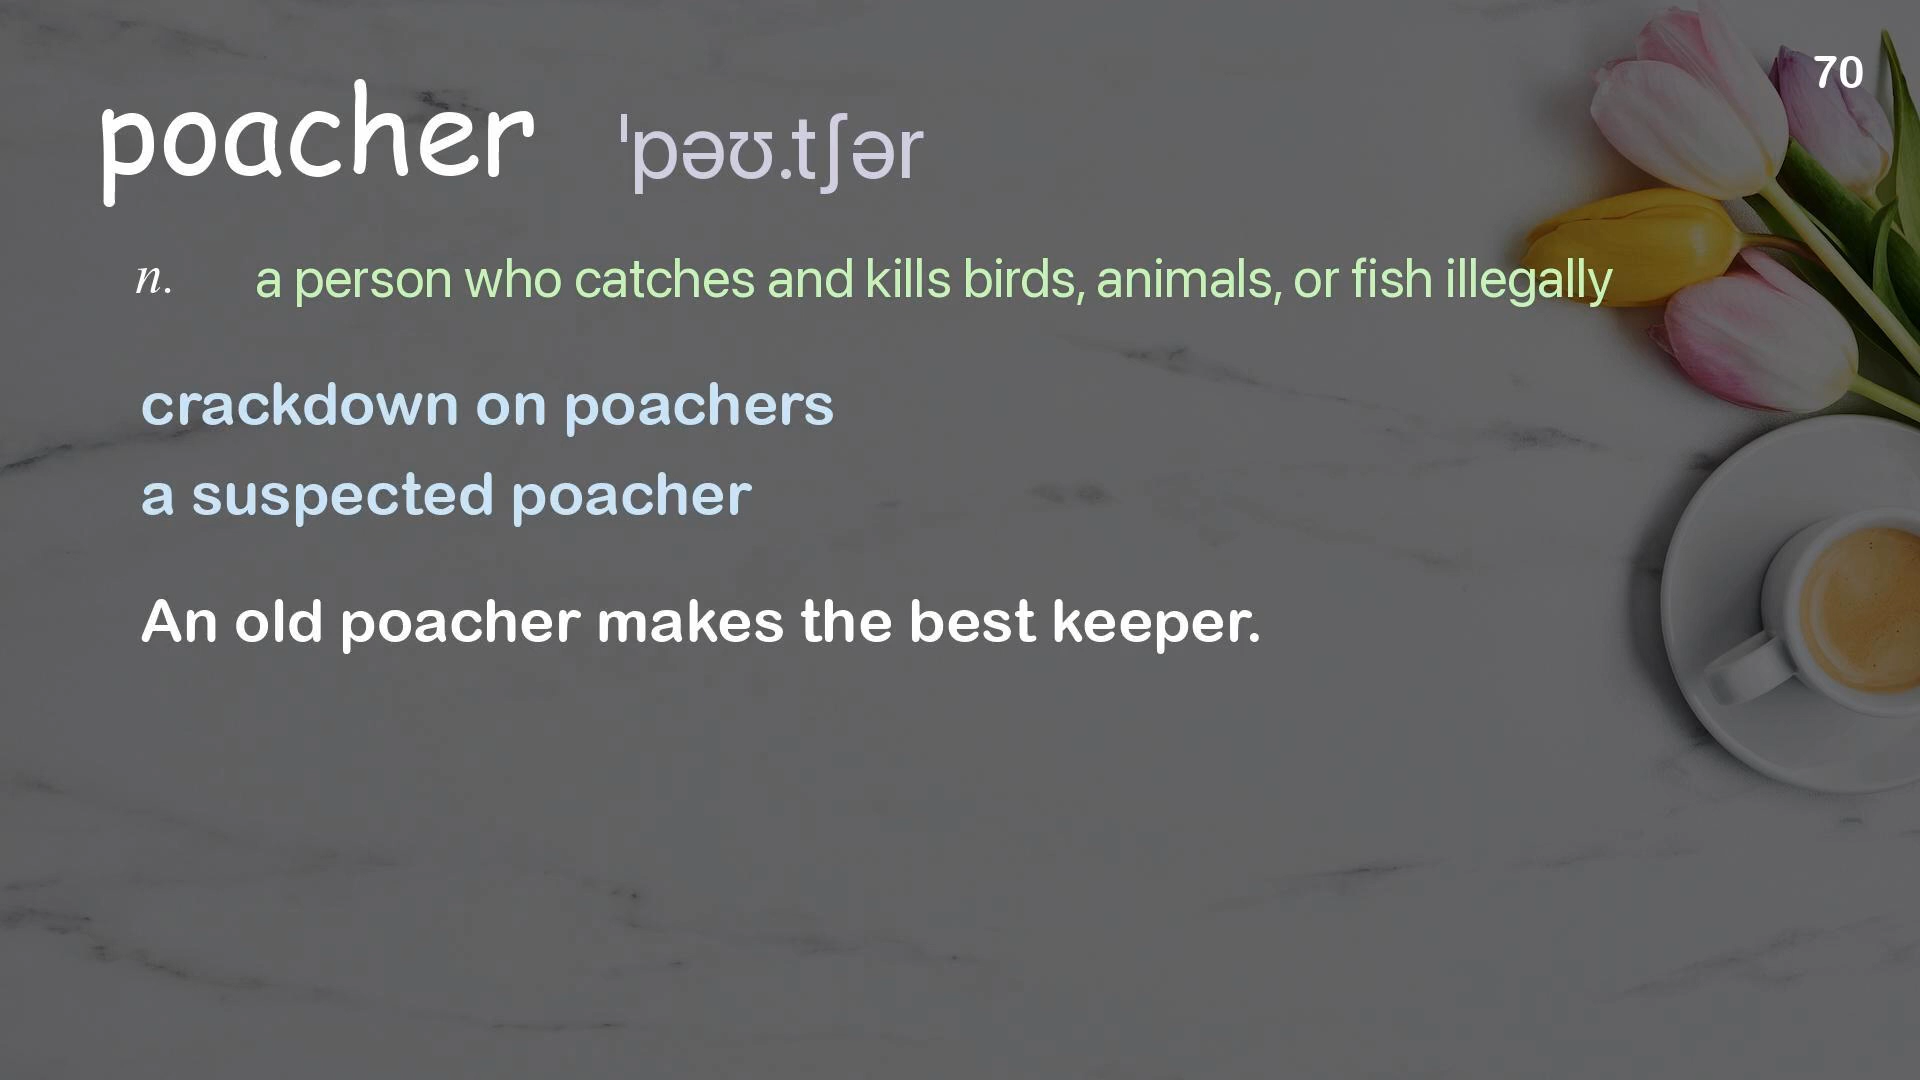 70
poacher ˈpəʊ.tʃər
n. a person who catches and kills birds, animals, or fish illegally
crackdown on poachers
a suspected poacher
An old poacher makes the best keeper.